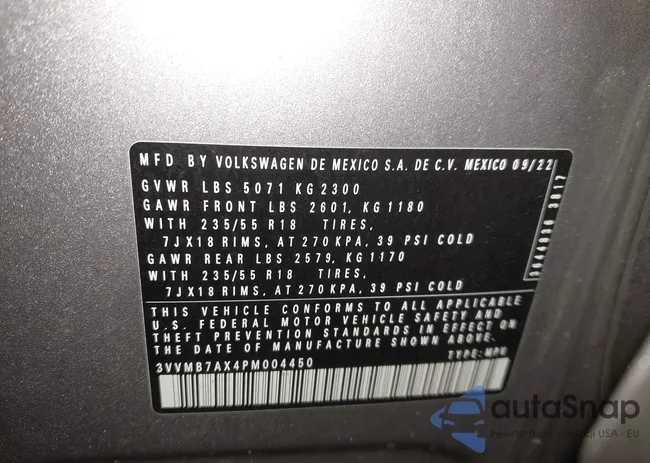 MFD BY VOLKSWAGEN DE MEXICO S.A. DE C.V. MEXICO 09/22
GVWR LBS 5071 KG 2300
GAWR FRONT LBS 2601, KG 1180
WITH 235/55 R18 TIRES,
7JX18 RIMS, AT 270 KPA, 39 PSI COLD
GAWR REAR LBS 2579, KG 1170
WITH 235/55 R18 TIRES,
7JX18 RIMS, AT 270 KPA, 39 PSI COLD
THIS VEHICLE CONFORMS TO ALL APPLICABLE
U.S. FEDERAL MOTOR VEHICLE SAFETY AND
THEFT PREVENTION STANDARDS IN EFFECT ON
THE DATE OF MANUFACTURE SHOWN ABOVE
3VVMB7AX4PM004450 TYPE: MPV
3817
autoSnap
USA i EU